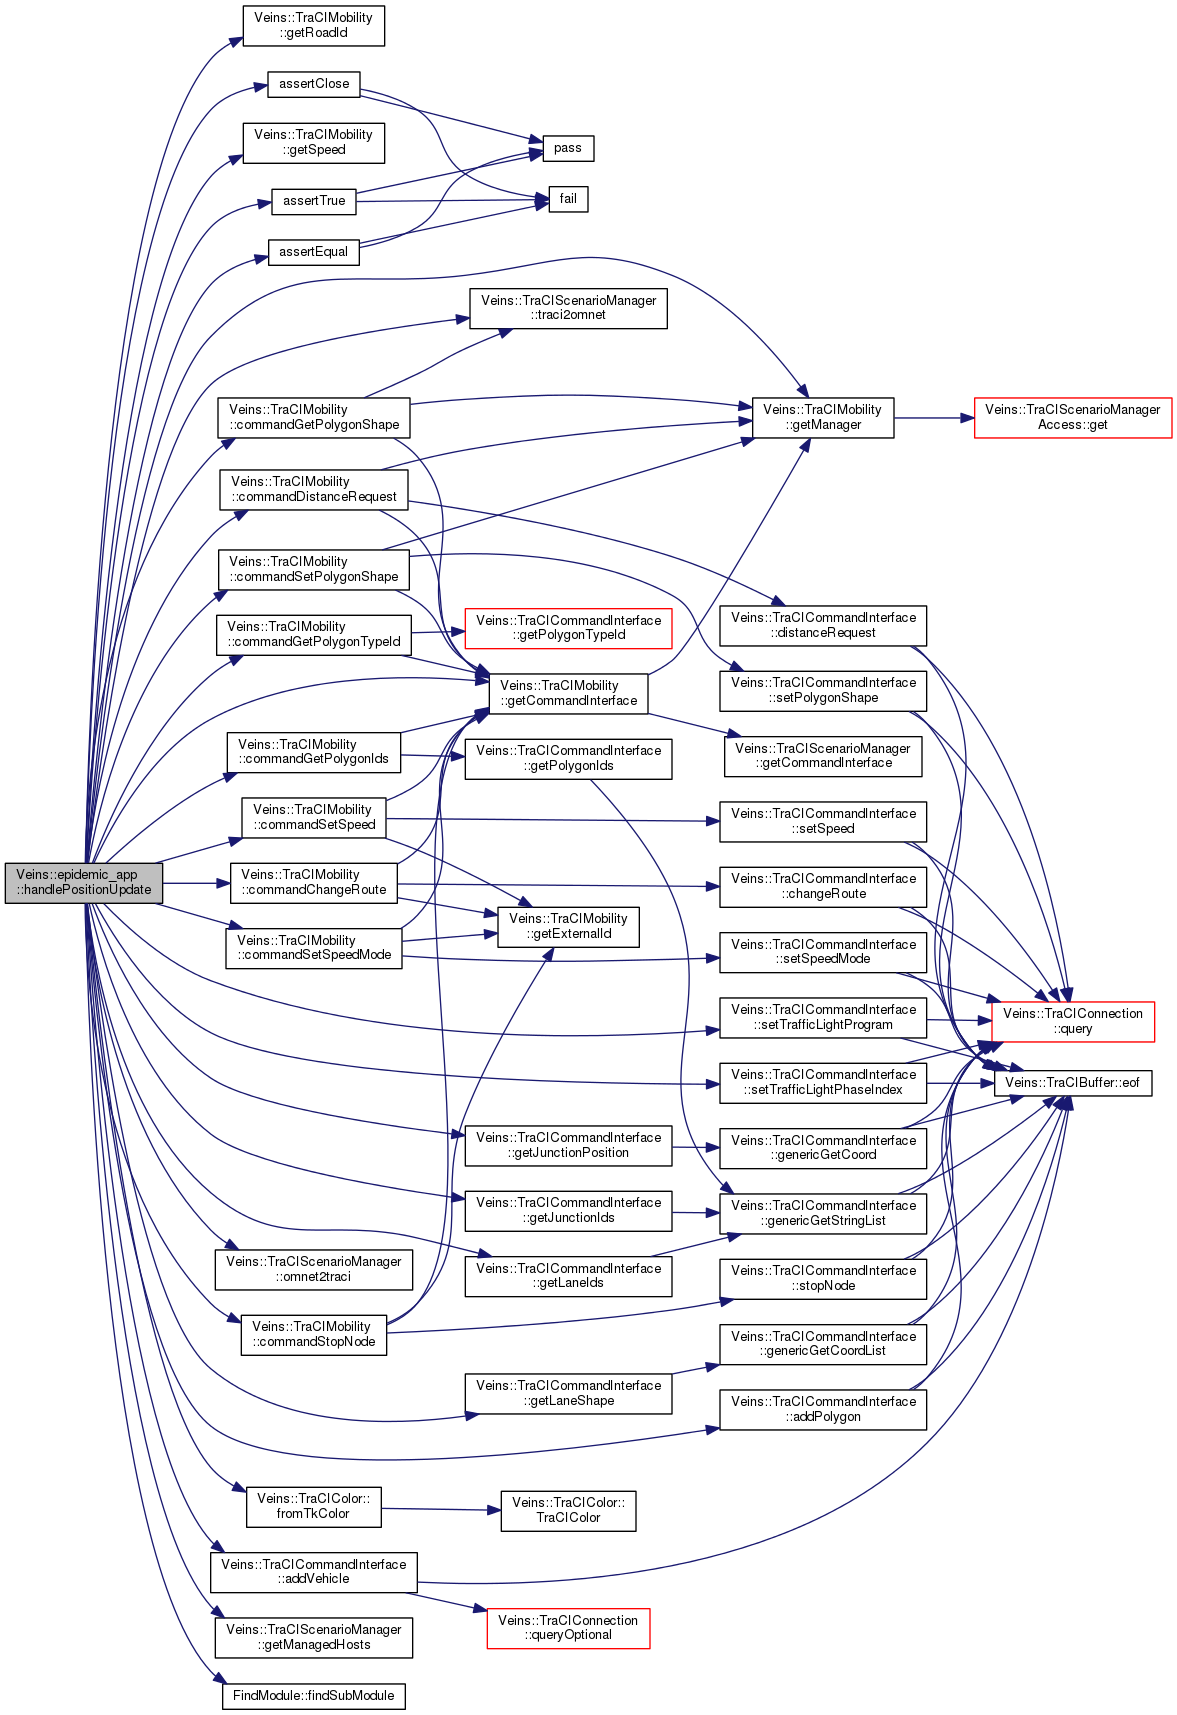 Veins::TraCIMobility
::getRoadId
assertClose
Veins::TraCIMobility
::getSpeed
pass
assertTrue
fail
assertEqual
Veins::TraCIScenarioManager
::traci2omnet
Veins::TraCIMobility
::commandGetPolygonShape
Veins::TraCIMobility
::getManager
Veins::TraCIScenarioManager
Access::get
Veins::TraCIMobility
::commandDistanceRequest
Veins::TraCIMobility
::commandSetPolygonShape
Veins::TraCIMobility
::commandGetPolygonTypeId
Veins::TraCICommandInterface
::getPolygonTypeId
Veins::TraCICommandInterface
::distanceRequest
Veins::TraCIMobility
::getCommandInterface
Veins::TraCICommandInterface
::setPolygonShape
Veins::TraCIMobility
::commandGetPolygonIds
Veins::TraCICommandInterface
::getPolygonIds
Veins::TraCIScenarioManager
::getCommandInterface
Veins::TraCIMobility
::commandSetSpeed
Veins::TraCICommandInterface
::setSpeed
Veins::epidemic_app
::handlePositionUpdate
Veins::TraCIMobility
::commandChangeRoute
Veins::TraCICommandInterface
::changeRoute
Veins::TraCIMobility
::commandSetSpeedMode
Veins::TraCIMobility
::getExternalId
Veins::TraCICommandInterface
::setSpeedMode
Veins::TraCICommandInterface
::setTrafficLightProgram
Veins::TraCIConnection
::query
Veins::TraCICommandInterface
::setTrafficLightPhaseIndex
Veins::TraCIBuffer::eof
Veins::TraCICommandInterface
::getJunctionPosition
Veins::TraCICommandInterface
::genericGetCoord
Veins::TraCICommandInterface
::getJunctionIds
Veins::TraCICommandInterface
::genericGetStringList
Veins::TraCIScenarioManager
::omnet2traci
Veins::TraCICommandInterface
::getLaneIds
Veins::TraCICommandInterface
::stopNode
Veins::TraCIMobility
::commandStopNode
Veins::TraCICommandInterface
::genericGetCoordList
Veins::TraCICommandInterface
::getLaneShape
Veins::TraCICommandInterface
::addPolygon
Veins::TraCIColor::
fromTkColor
Veins::TraCIColor::
TraCIColor
Veins::TraCICommandInterface
::addVehicle
Veins::TraCIScenarioManager
::getManagedHosts
Veins::TraCIConnection
::queryOptional
FindModule::findSubModule